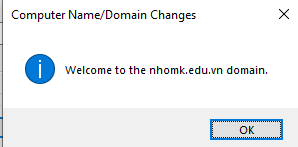 Computer Name/Domain Changes
Welcome to the nhomk.edu.vn domain.
OK